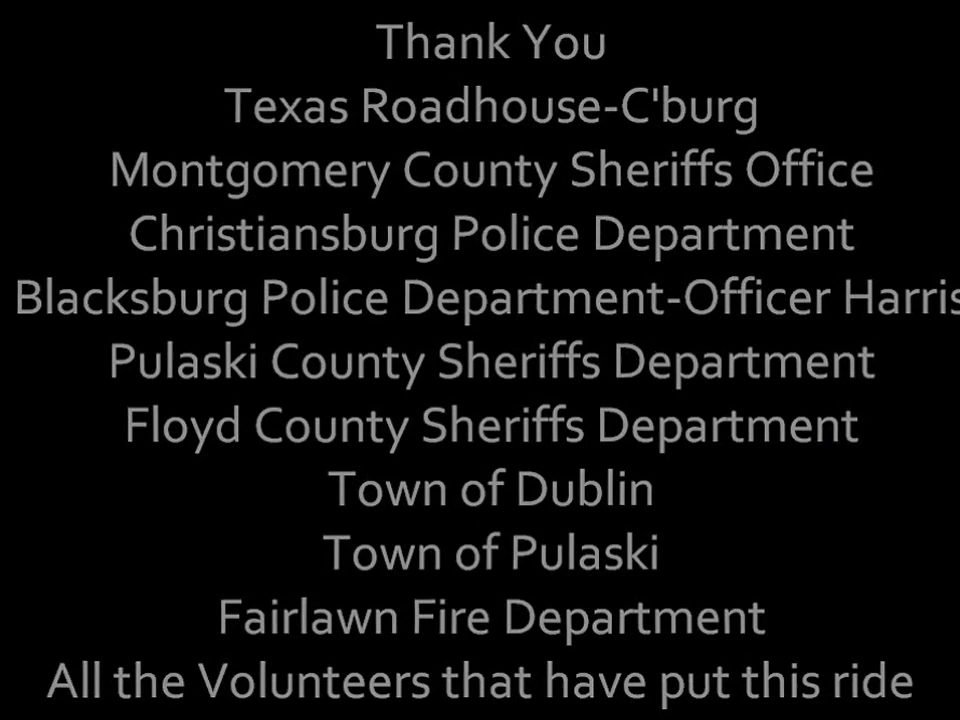 Thank You
Texas Roadhouse-C'burg
Montgomery County Sheriffs Office
Christiansburg Police Department
Blacksburg Police Department-Officer Harris
Pulaski County Sheriffs Department
Floyd County Sheriffs Department
Town of Dublin
Town of Pulaski
Fairlawn Fire Department
All the Volunteers that have put this ride